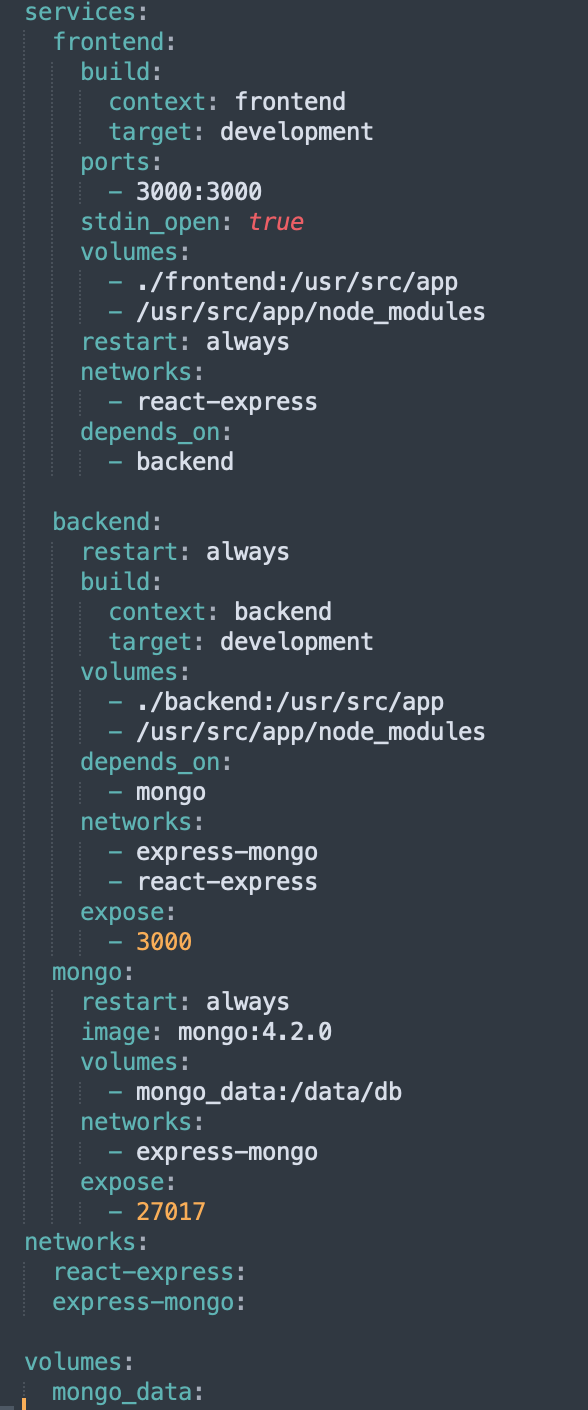 services:
  frontend:
    build:
      context: frontend
      target: development
    ports:
      - 3000:3000
    stdin_open: true
    volumes:
      - ./frontend:/usr/src/app
      - /usr/src/app/node_modules
    restart: always
    networks:
      - react-express
    depends_on:
      - backend

  backend:
    restart: always
    build:
      context: backend
      target: development
    volumes:
      - ./backend:/usr/src/app
      - /usr/src/app/node_modules
    depends_on:
      - mongo
    networks:
      - express-mongo
      - react-express
    expose:
      - 3000
  mongo:
    restart: always
    image: mongo:4.2.0
    volumes:
      - mongo_data:/data/db
    networks:
      - express-mongo
    expose:
      - 27017
networks:
  react-express:
  express-mongo:

volumes:
  mongo_data: